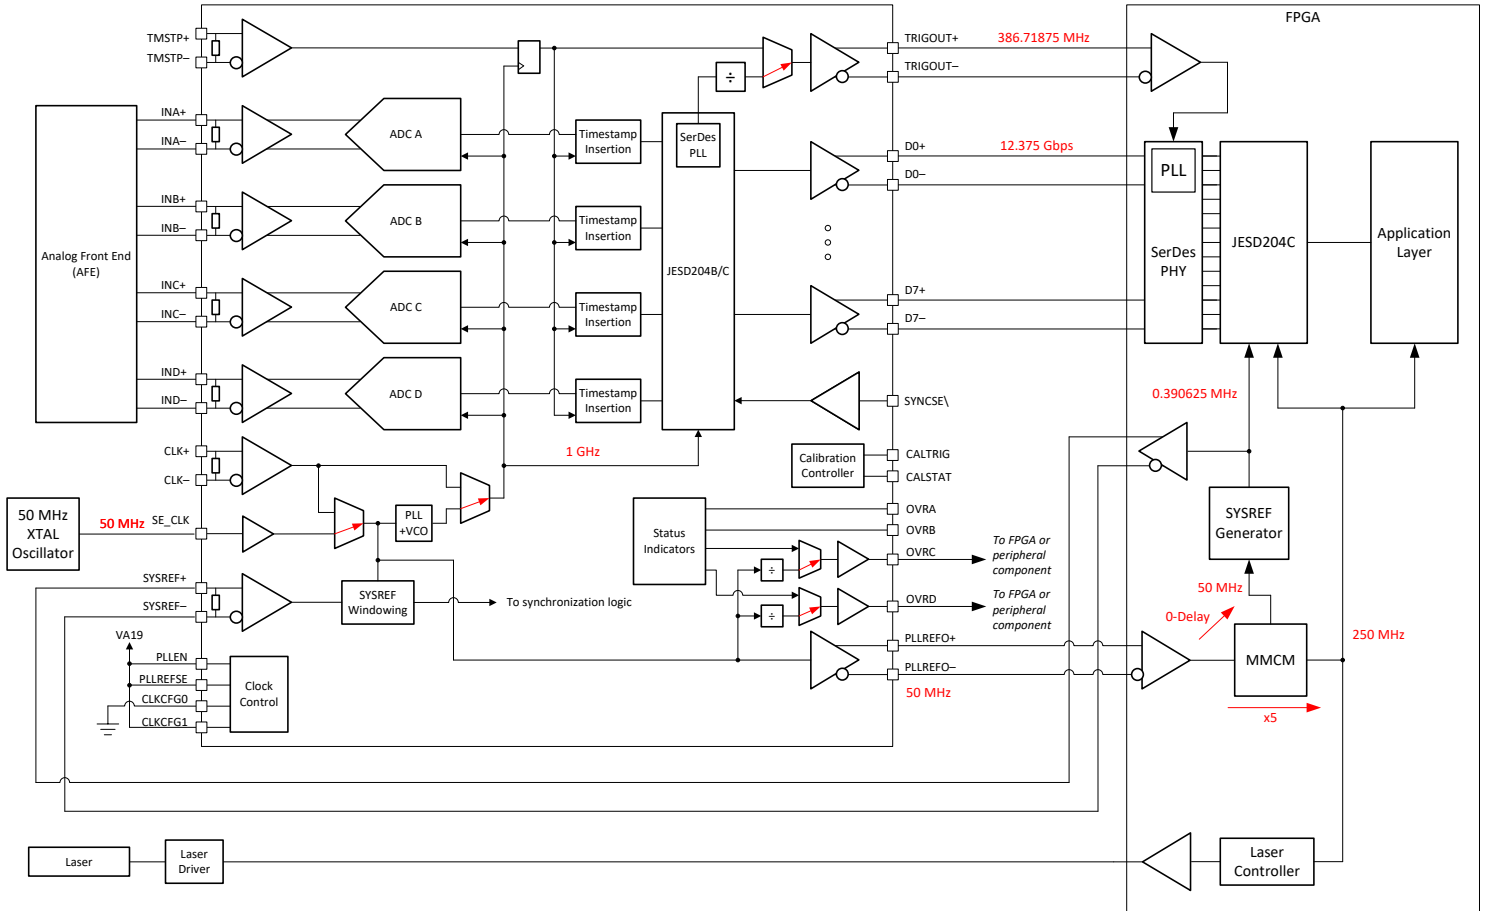 FPGA
TMSTP+
TMSTP–
TRIGOUT+
386.71875 MHz
TRIGOUT–
÷
INA+
INA–
ADC A
Timestamp
Insertion
SerDes
PLL
D0+
12.375 Gbps
D0–
PLL
INB+
INB–
ADC B
Timestamp
Insertion
Analog Front End
(AFE)
JESD204B/C
SerDes
PHY
JESD204C
Application
Layer
INC+
INC–
ADC C
Timestamp
Insertion
D7+
D7–
IND+
IND–
ADC D
Timestamp
Insertion
SYNCSE\
0.390625 MHz
CLK+
CLK–
1 GHz
Calibration
Controller
CALTRIG
CALSTAT
50 MHz
XTAL
Oscillator
50 MHz
SE_CLK
PLL
+VCO
Status
Indicators
OVRA
OVRB
OVRC
OVRD
÷
÷
To FPGA or
peripheral
component
To FPGA or
peripheral
component
SYSREF
Generator
SYSREF+
SYSREF–
SYSREF
Windowing
To synchronization logic
50 MHz
0-Delay
250 MHz
VA19
PLLEN
PLLREFSE
CLKCFG0
CLKCFG1
Clock
Control
PLLREFO+
PLLREFO–
50 MHz
MMCM
x5
Laser
Laser
Driver
Laser
Controller